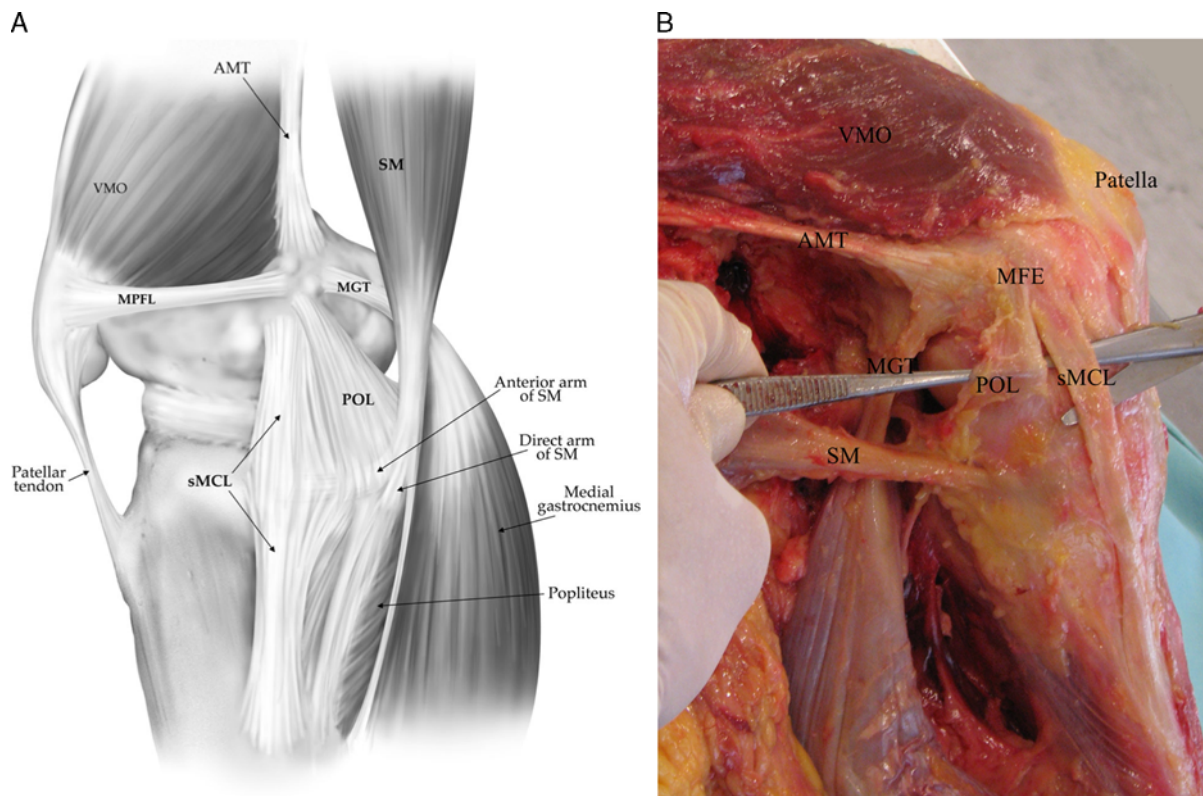 A
AMT
VMO
SM
MPFL
MGT
POL
Anterior arm
of SM
Direct arm
of SM
Patellar
tendon
sMCL
Medial
gastrocnemius
Popliteus
B
VMO
Patella
AMT
MFE
MGT
POL
sMCL
SM